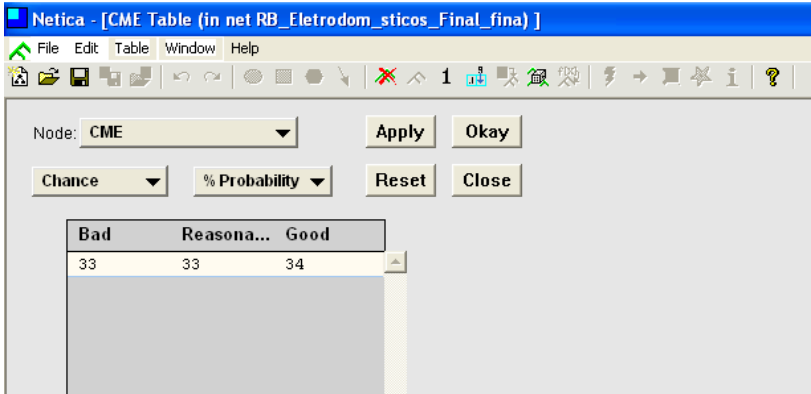 Netica - [CME Table (in net RB_Eletrodom_sticos_Final_fina) ]
File Edit Table Window Help
1 f(x) i ?
Node: CME Apply Okay
Chance % Probability Reset Close
Bad Reasona... Good
33 33 34